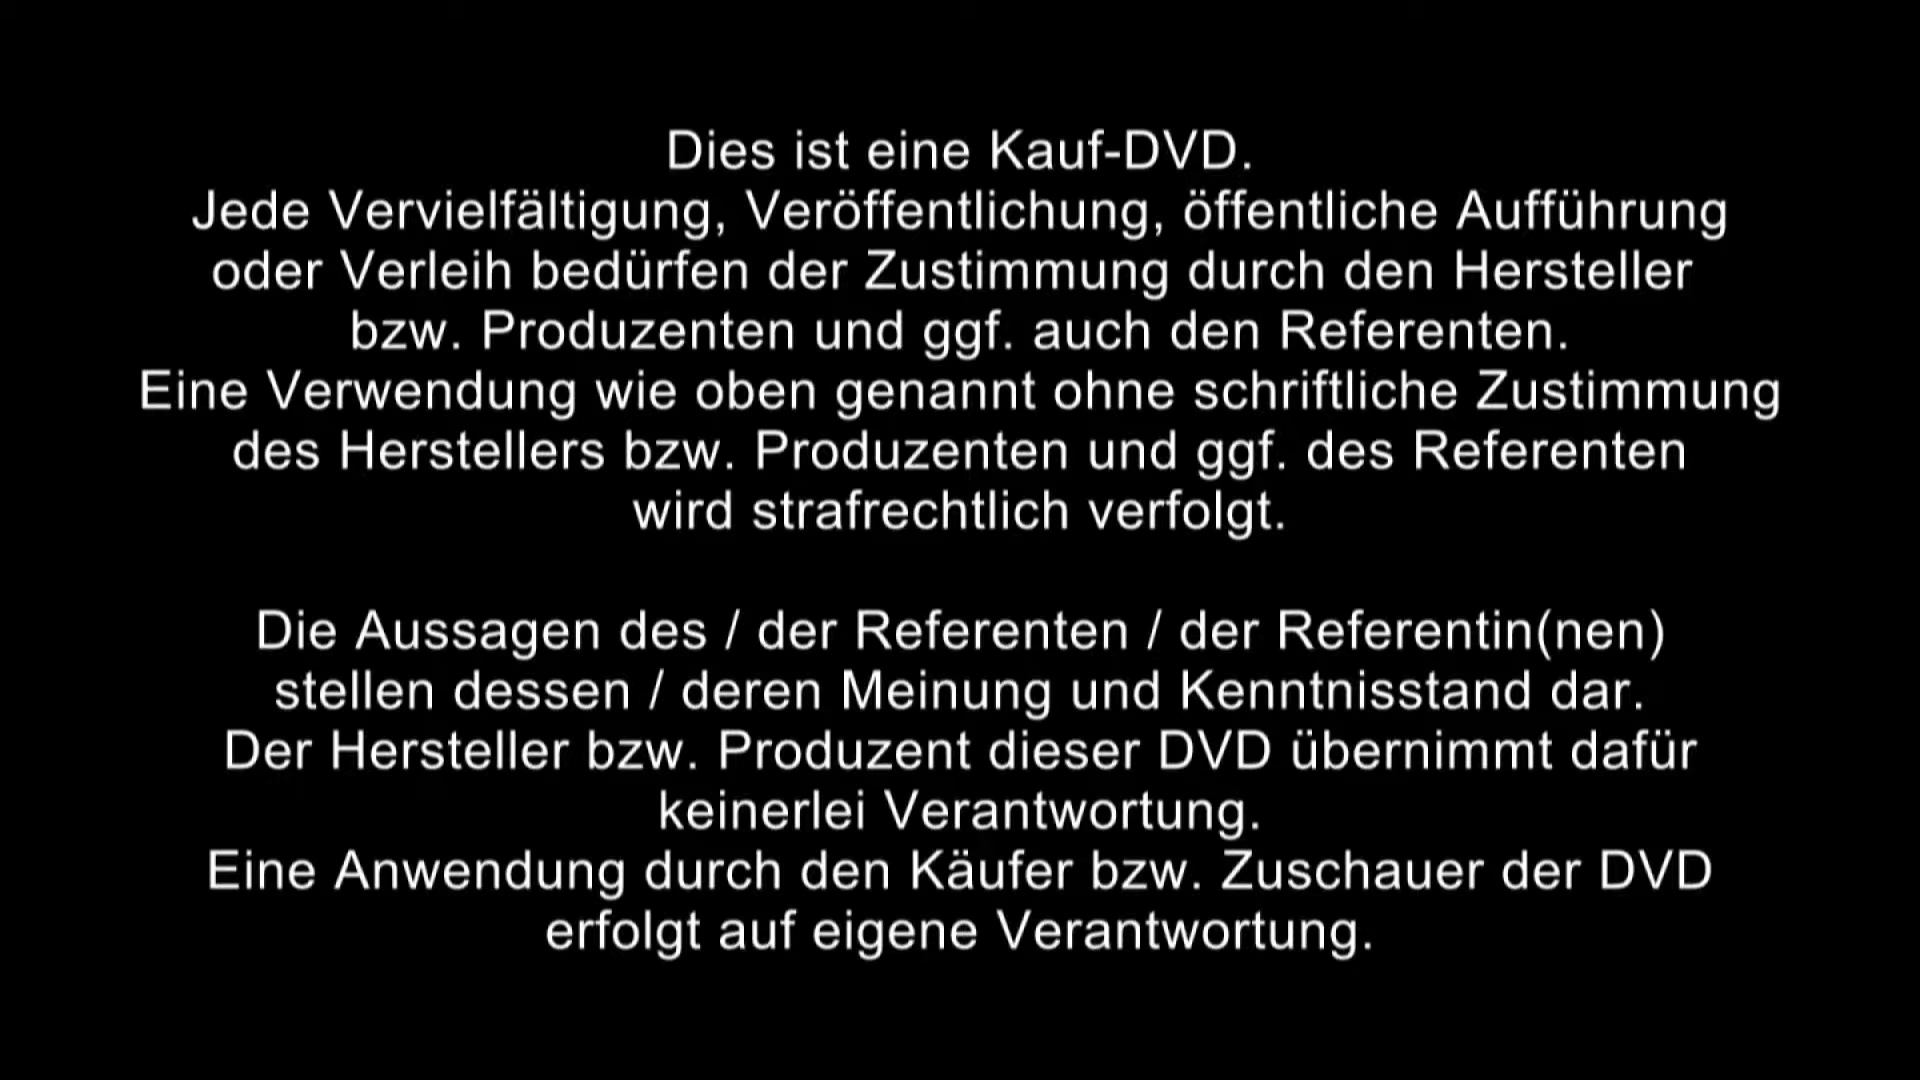 Dies ist eine Kauf-DVD.
Jede Vervielfältigung, Veröffentlichung, öffentliche Aufführung
oder Verleih bedürfen der Zustimmung durch den Hersteller
bzw. Produzenten und ggf. auch den Referenten.
Eine Verwendung wie oben genannt ohne schriftliche Zustimmung
des Herstellers bzw. Produzenten und ggf. des Referenten
wird strafrechtlich verfolgt.
Die Aussagen des / der Referenten / der Referentin(nen)
stellen dessen / deren Meinung und Kenntnisstand dar.
Der Hersteller bzw. Produzent dieser DVD übernimmt dafür
keinerlei Verantwortung.
Eine Anwendung durch den Käufer bzw. Zuschauer der DVD
erfolgt auf eigene Verantwortung.